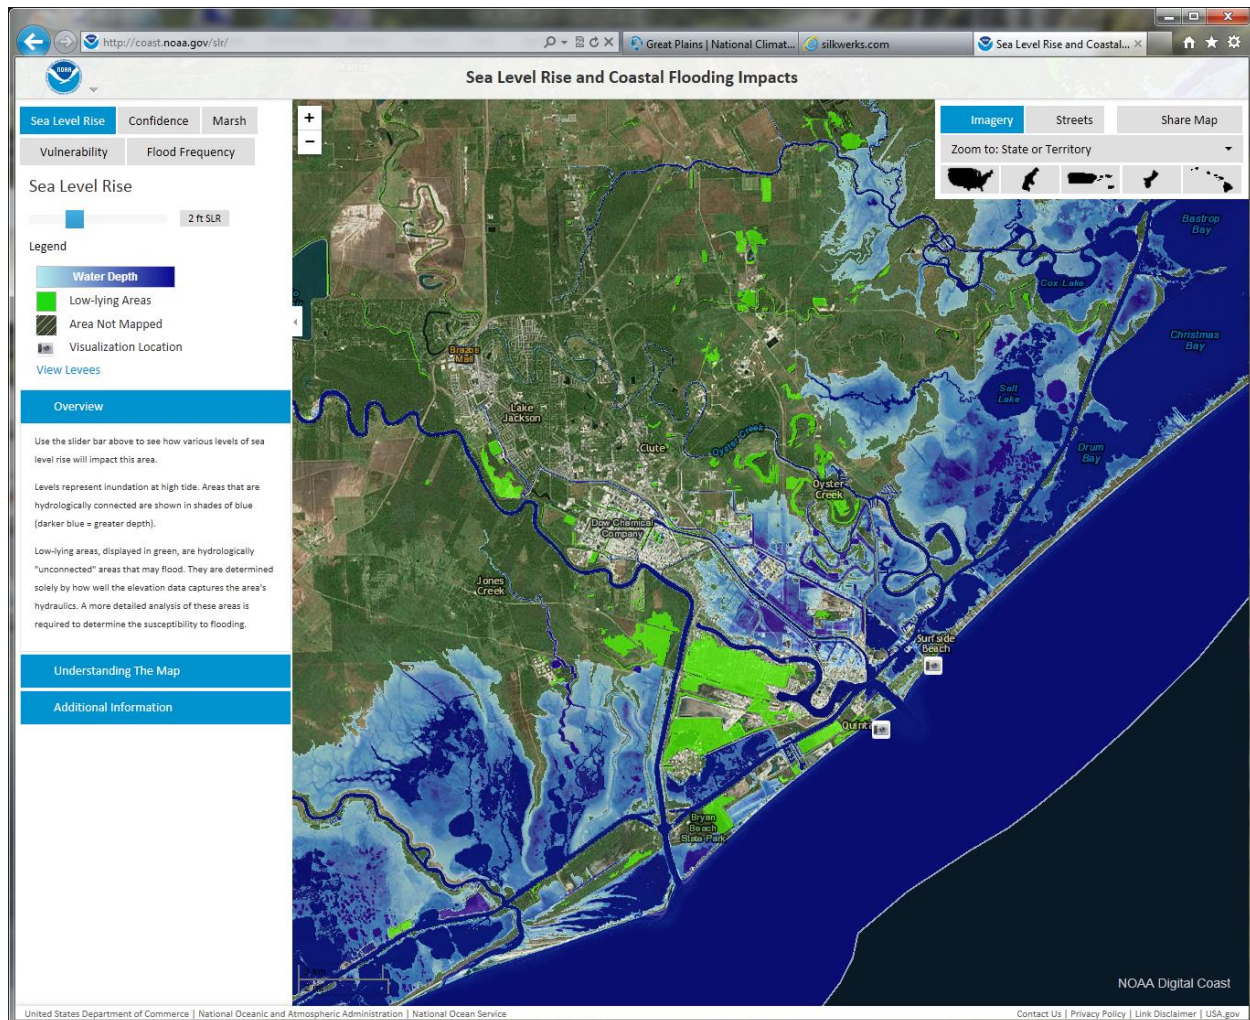 http://coast.noaa.gov/slr/
Great Plains | National Climat...
silkwerks.com
Sea Level Rise and Coastal...
NOAA
Sea Level Rise and Coastal Flooding Impacts
Sea Level Rise
Confidence
Marsh
Vulnerability
Flood Frequency
Sea Level Rise
2 ft SLR
Legend
Water Depth
Low-lying Areas
Area Not Mapped
Visualization Location
View Levees
Overview
Use the slider bar above to see how various levels of sea
level rise will impact this area.
Levels represent inundation at high tide. Areas that are
hydrologically connected are shown in shades of blue
(darker blue = greater depth).
Low-lying areas, displayed in green, are hydrologically
"unconnected" areas that may flood. They are determined
solely by how well the elevation data captures the area's
hydraulics. A more detailed analysis of these areas is
required to determine the susceptibility to flooding.
Understanding The Map
Additional Information
+
−
Imagery
Streets
Share Map
Zoom to: State or Territory
Bastrop
Bay
Cox Lake
Christmas
Bay
Brazos
Mall
Salt
Lake
Lake
Jackson
Clute
Oyster Creek
Drum
Bay
Oyster
Creek
Dow Chemical
Company
Jones
Creek
Surfside
Beach
Quinta
Bryan
Beach
State Park
NOAA Digital Coast
United States Department of Commerce | National Oceanic and Atmospheric Administration | National Ocean Service
Contact Us | Privacy Policy | Link Disclaimer | USA.gov